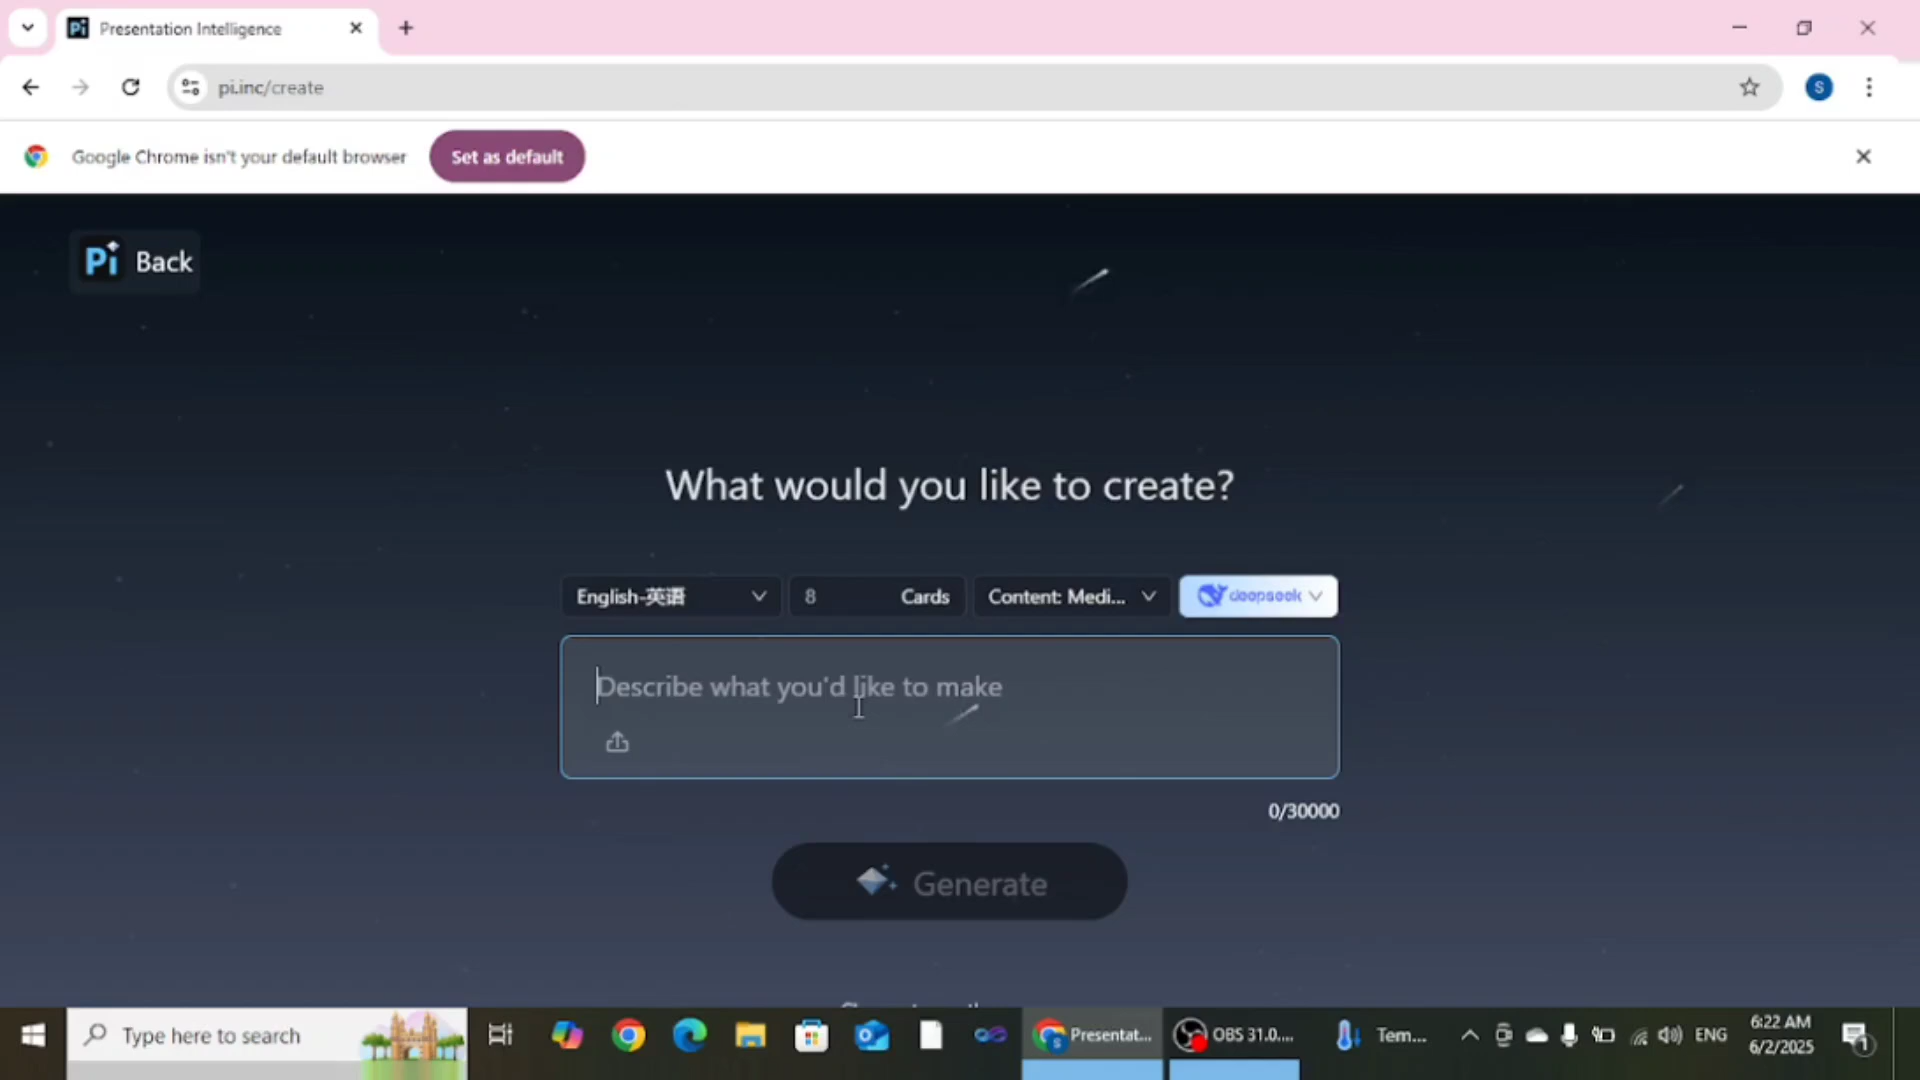 Presentation Intelligence
pi.inc/create
S
Google Chrome isn't your default browser
Set as default
Pi Back
What would you like to create?
English-英语 8 Cards Content: Medi... deepseek
Describe what you'd like to make
0/30000
Generate
Type here to search
Presentat...
OBS 31.0....
Tem...
ENG
6:22 AM
6/2/2025
1